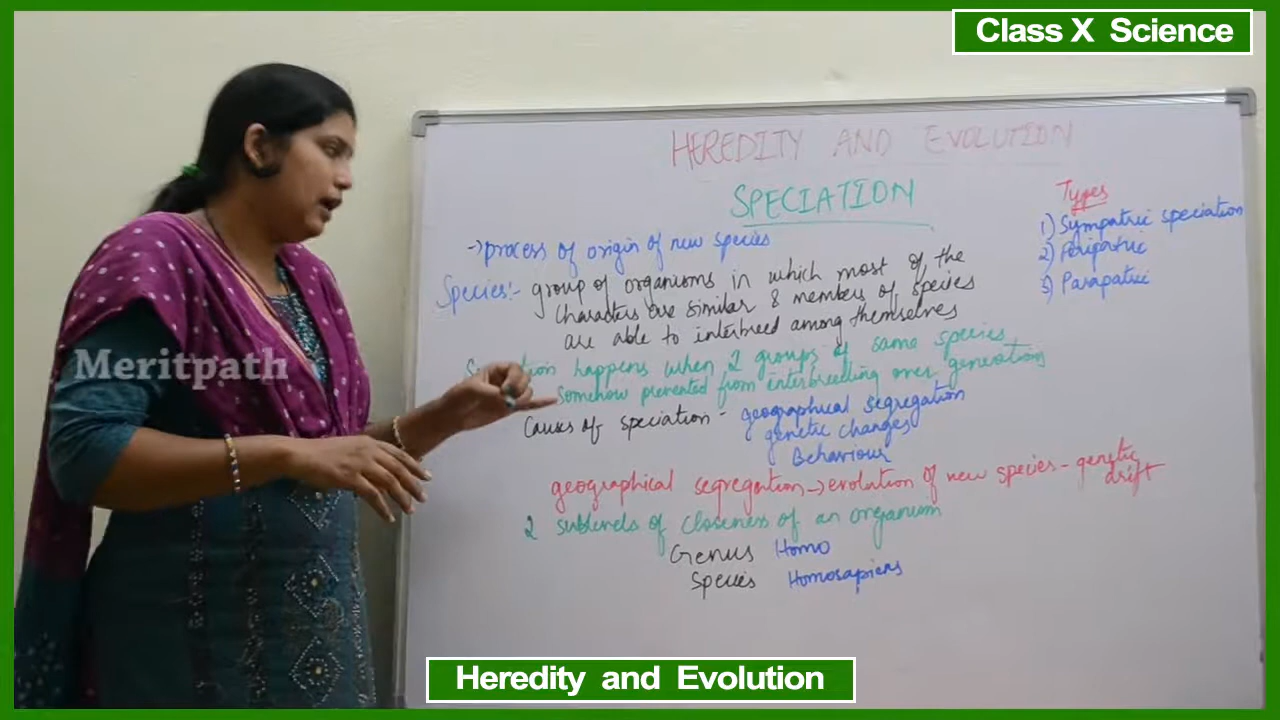 Class X Science
HEREDITY AND EVOLUTION
SPECIATION
→ process of origin of new species
Species:- group of organisms in which most of the
characters are similar & members of species
are able to interbreed among themselves
happens when 2 groups of same species
somehow prevented from interbreeding over generations
Causes of speciation - geographical segregation
genetic changes
Behaviour
geographical segregation → evolution of new species - genetic
drift
2 sublevels of closeness of an organism
Genus Homo
Species Homosapiens
Types
1) Sympatric speciation
2) Peripatric
3) Parapatric
Meritpath
Heredity and Evolution